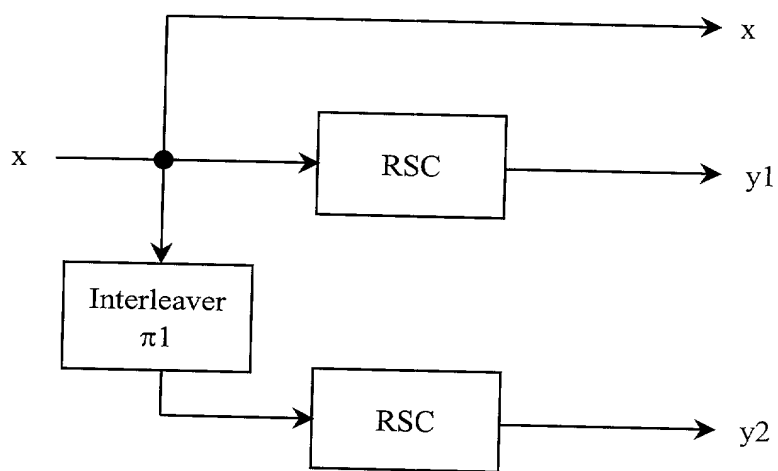 x
x
RSC
y1
Interleaver
π1
RSC
y2